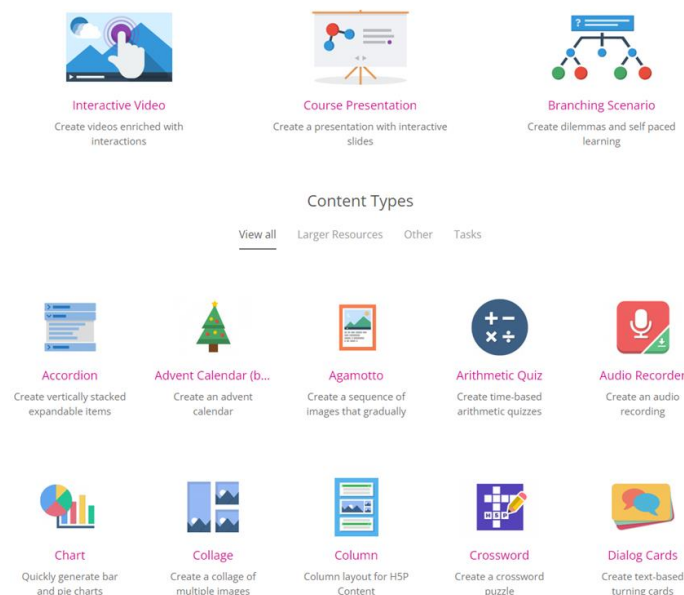 Interactive Video
Create videos enriched with
interactions
Course Presentation
Create a presentation with interactive
slides
Branching Scenario
Create dilemmas and self paced
learning
Content Types
View all Larger Resources Other Tasks
Accordion
Create vertically stacked
expandable items
Advent Calendar (b...
Create an advent
calendar
Agamotto
Create a sequence of
images that gradually
Arithmetic Quiz
Create time-based
arithmetic quizzes
Audio Recorder
Create an audio
recording
Chart
Quickly generate bar
and pie charts
Collage
Create a collage of
multiple images
Column
Column layout for H5P
Content
H5P
Crossword
Create a crossword
puzzle
Dialog Cards
Create text-based
turning cards